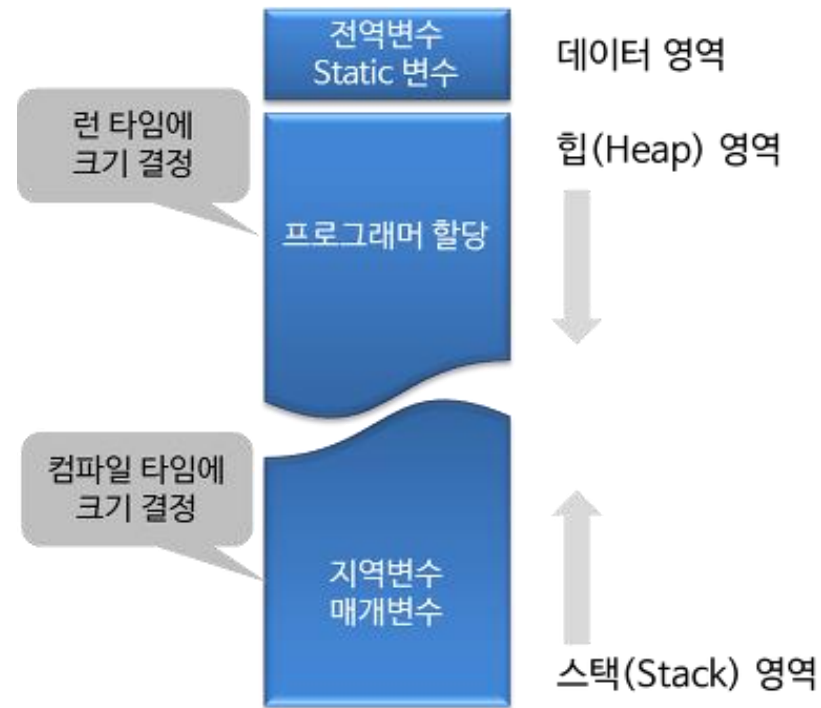 전역변수
Static 변수
데이터 영역
런 타임에
크기 결정
힙(Heap) 영역
프로그래머 할당
컴파일 타임에
크기 결정
지역변수
매개변수
스택(Stack) 영역